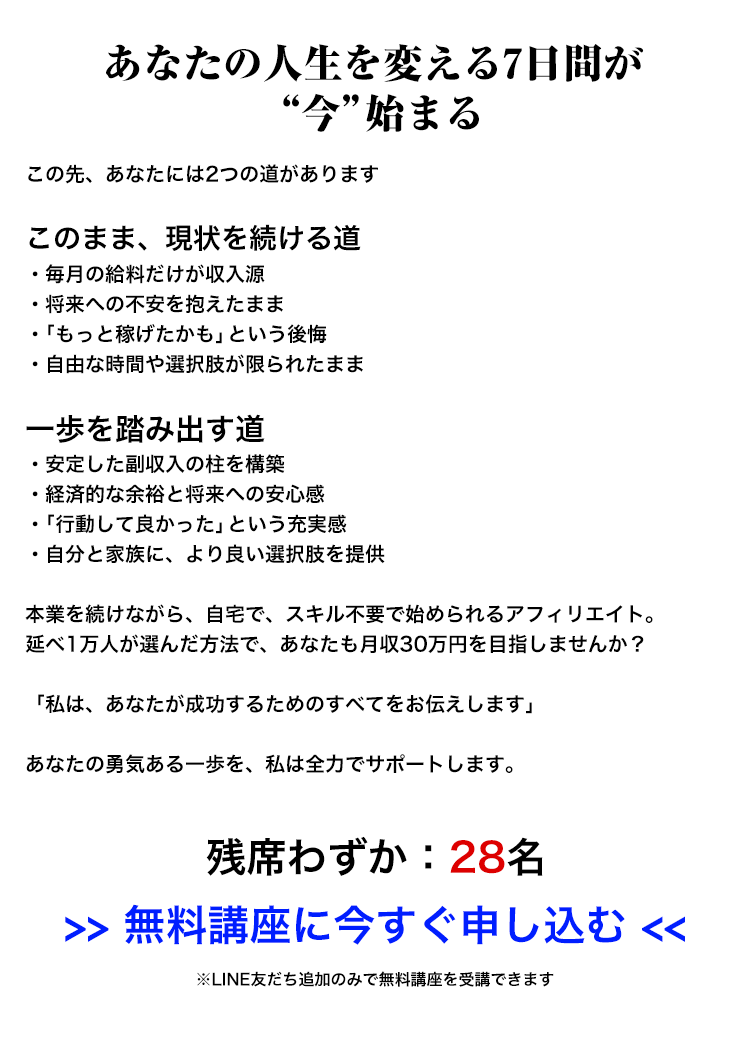 あなたの人生を変える7日間が
“今”始まる
この先、あなたには2つの道があります
このまま、現状を続ける道
・毎月の給料だけが収入源
・将来への不安を抱えたまま
・「もっと稼げたかも」という後悔
・自由な時間や選択肢が限られたまま
一歩を踏み出す道
・安定した副収入の柱を構築
・経済的な余裕と将来への安心感
・「行動して良かった」という充実感
・自分と家族に、より良い選択肢を提供
本業を続けながら、自宅で、スキル不要で始められるアフィリエイト。
延べ1万人が選んだ方法で、あなたも月収30万円を目指しませんか？
「私は、あなたが成功するためのすべてをお伝えします」
あなたの勇気ある一歩を、私は全力でサポートします。
残席わずか：28名
>> 無料講座に今すぐ申し込む <<
※LINE友だち追加のみで無料講座を受講できます